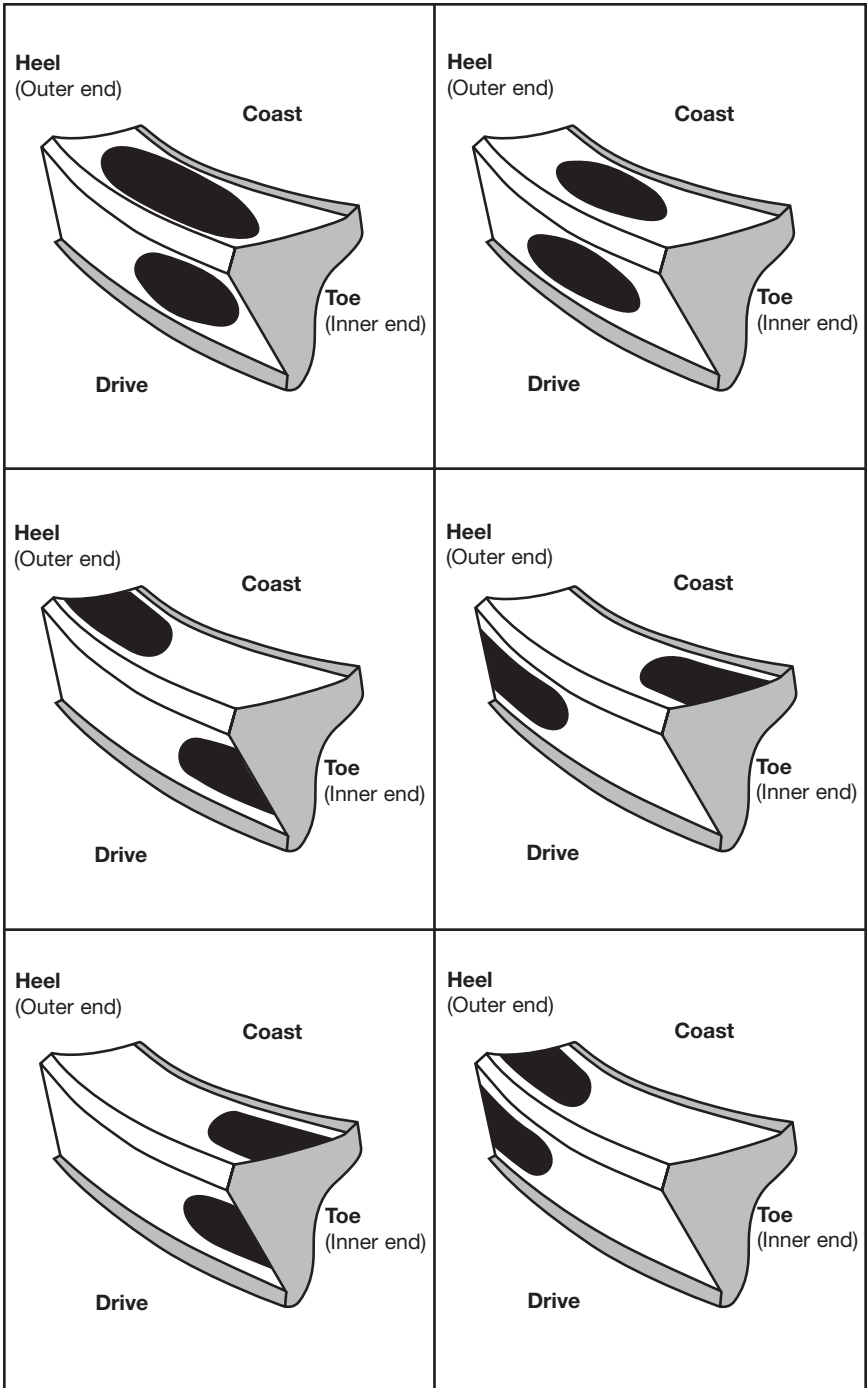 Heel
(Outer end)
Coast
Toe
(Inner end)
Drive
Heel
(Outer end)
Coast
Toe
(Inner end)
Drive
Heel
(Outer end)
Coast
Toe
(Inner end)
Drive
Heel
(Outer end)
Coast
Toe
(Inner end)
Drive
Heel
(Outer end)
Coast
Toe
(Inner end)
Drive
Heel
(Outer end)
Coast
Toe
(Inner end)
Drive